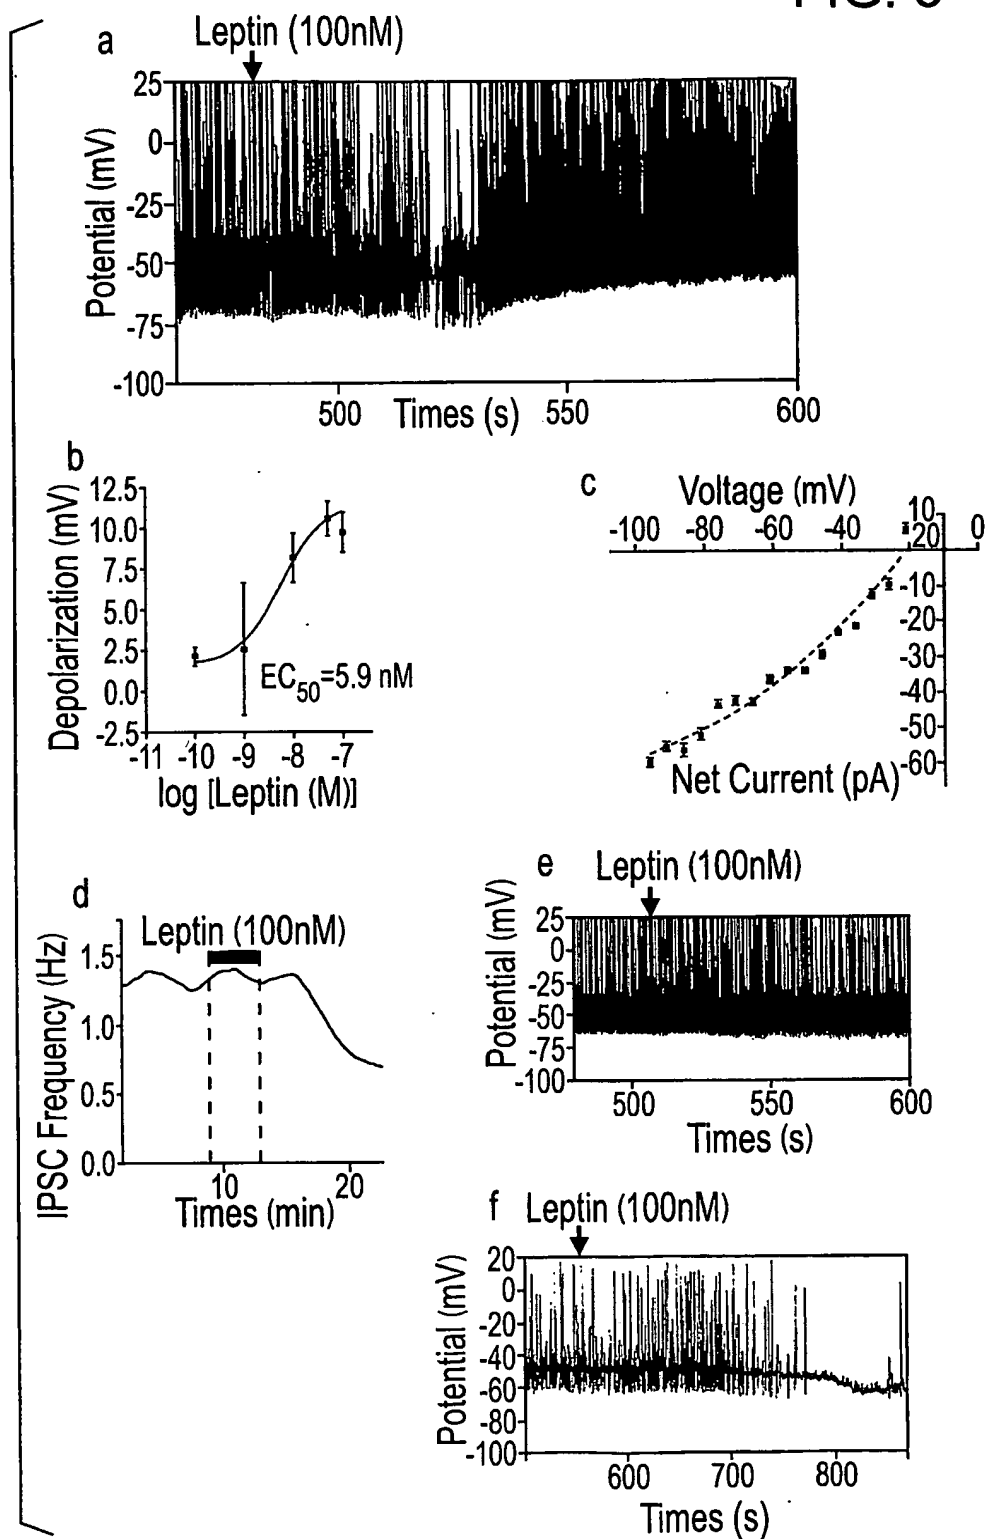 a
Leptin (100nM)
Potential (mV)
25
0
-25
-50
-75
-100
500
Times (s)
550
600
b
Depolarization (mV)
12.5
10.0
7.5
5.0
2.5
0.0
-2.5
EC50=5.9 nM
-11 -10 -9 -8 -7
log [Leptin (M)]
c
Voltage (mV)
-100 -80 -60 -40 20 0
10
-10
-20
-30
-40
-50
-60
Net Current (pA)
d
Leptin (100nM)
IPSC Frequency (Hz)
1.5
1.0
0.5
0.0
10 20
Times (min)
e
Leptin (100nM)
Potential (mV)
25
0
-25
-50
-75
-100
500 550 600
Times (s)
f
Leptin (100nM)
Potential (mV)
20
0
-20
-40
-60
-80
-100
600 700 800
Times (s)